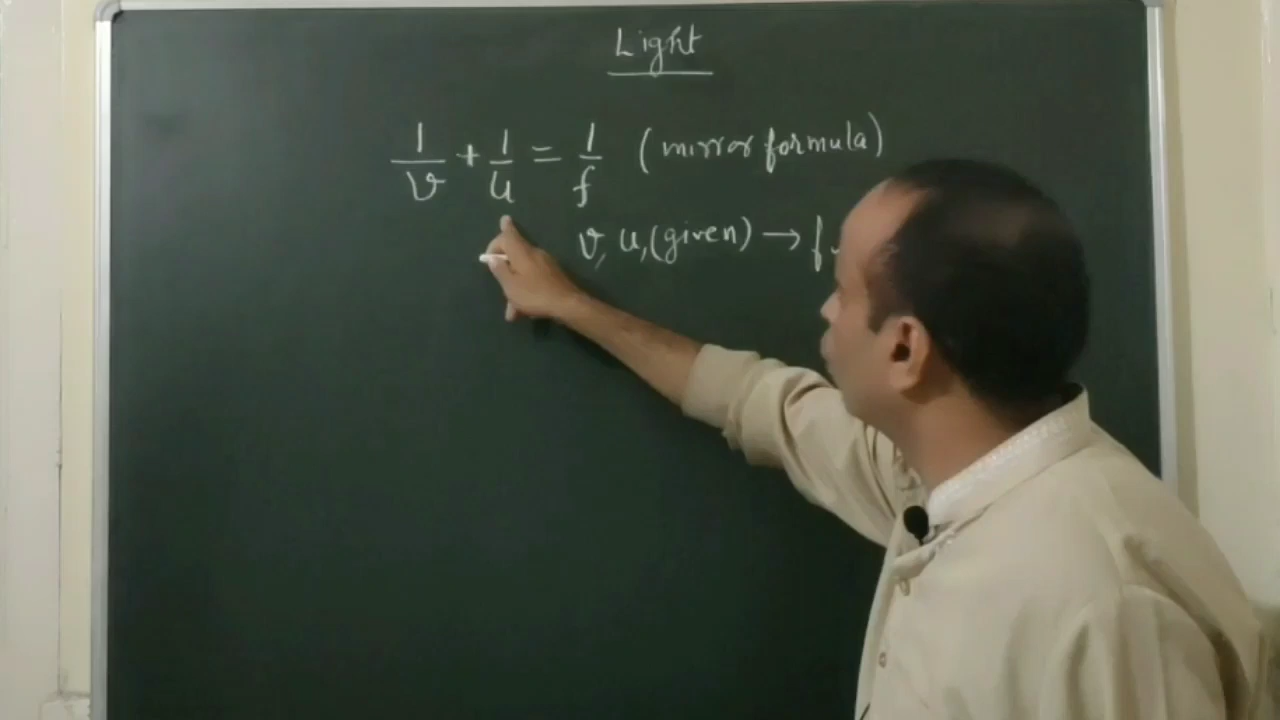 Light
1/v + 1/u = 1/f (mirror formula)
v, u, (given) → f